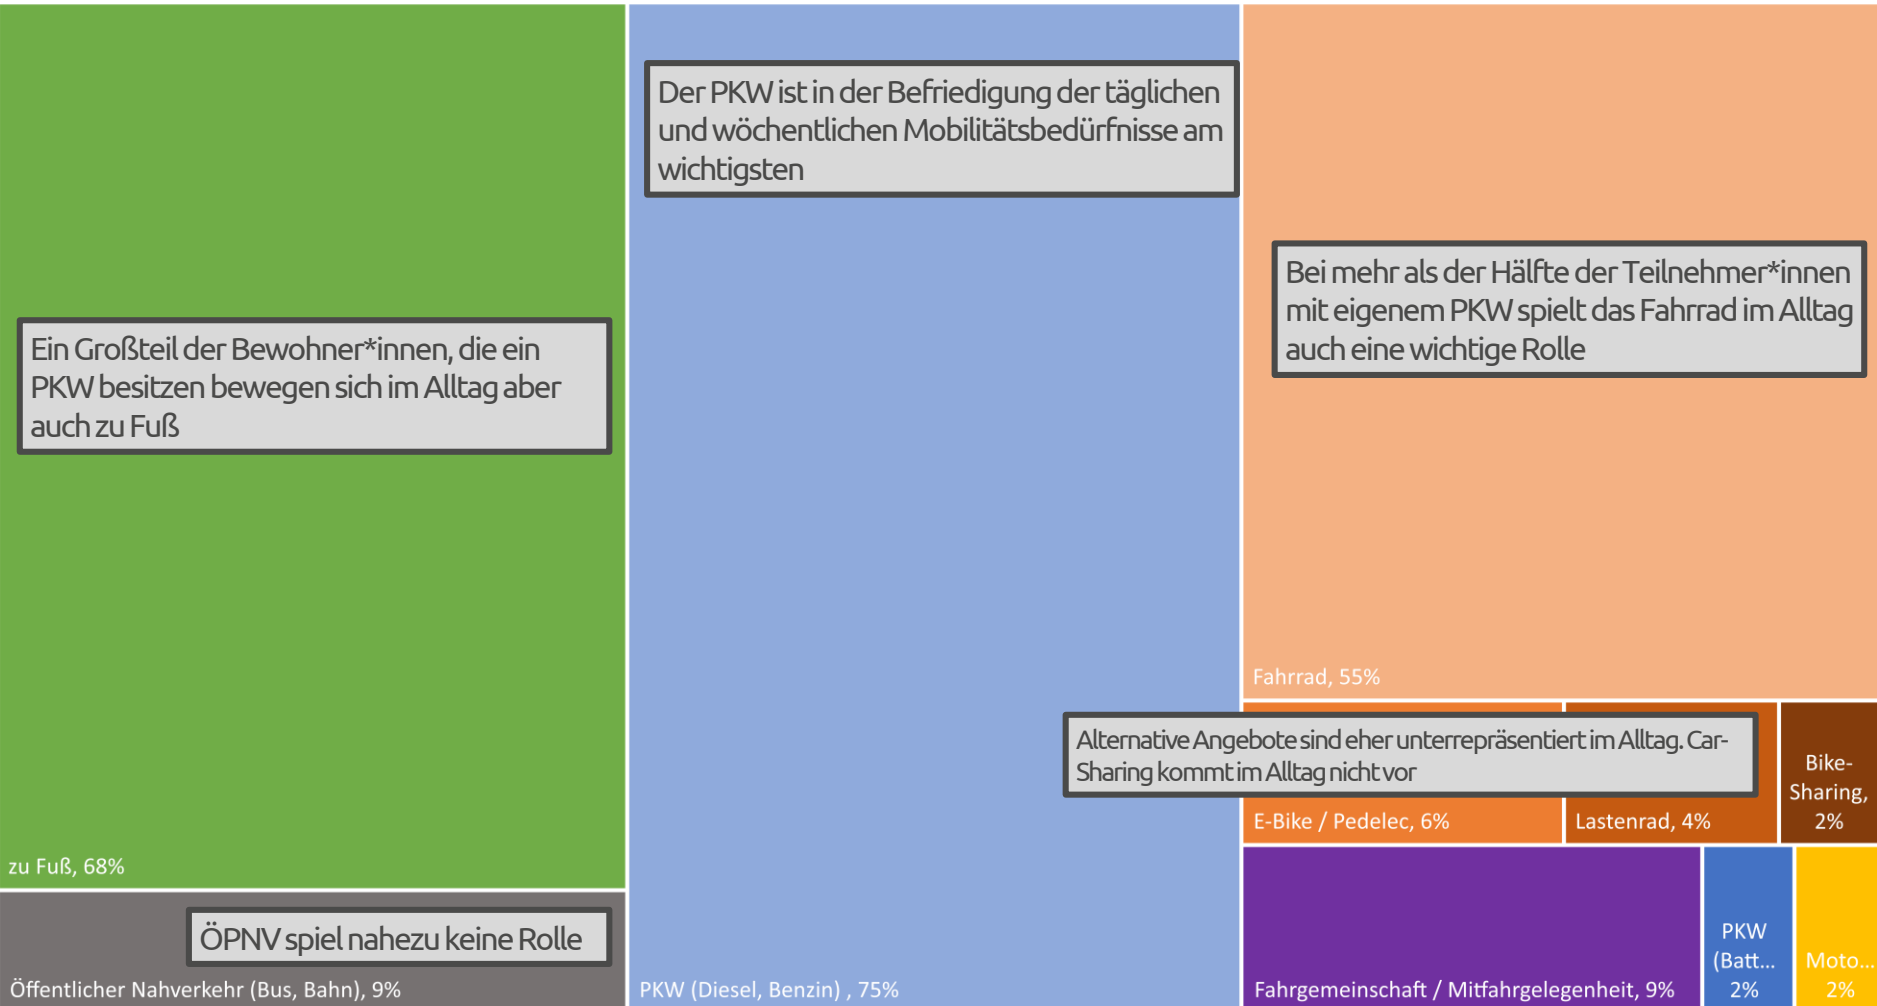 Ein Großteil der Bewohner*innen, die ein
PKW besitzen bewegen sich im Alltag aber
auch zu Fuß
zu Fuß, 68%
ÖPNV spiel nahezu keine Rolle
Öffentlicher Nahverkehr (Bus, Bahn), 9%
Der PKW ist in der Befriedigung der täglichen
und wöchentlichen Mobilitätsbedürfnisse am
wichtigsten
PKW (Diesel, Benzin) , 75%
Bei mehr als der Hälfte der Teilnehmer*innen
mit eigenem PKW spielt das Fahrrad im Alltag
auch eine wichtige Rolle
Fahrrad, 55%
Alternative Angebote sind eher unterrepräsentiert im Alltag. Car-
Sharing kommt im Alltag nicht vor
E-Bike / Pedelec, 6%
Lastenrad, 4%
Bike-
Sharing,
2%
Fahrgemeinschaft / Mitfahrgelegenheit, 9%
PKW
(Batt...
2%
Moto...
2%